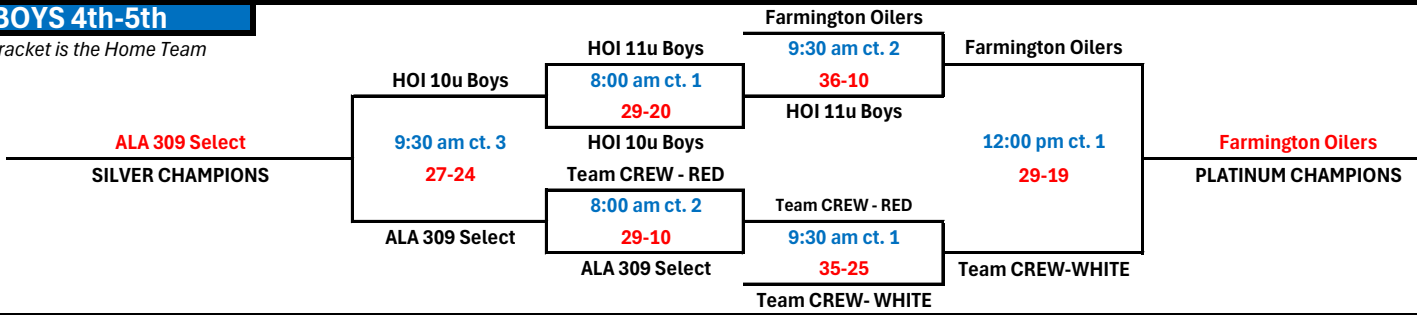 BOYS 4th-5th
racket is the Home Team
Farmington Oilers
HOI 11u Boys
9:30 am ct. 2
Farmington Oilers
HOI 10u Boys
8:00 am ct. 1
36-10
29-20
HOI 11u Boys
ALA 309 Select
9:30 am ct. 3
HOI 10u Boys
12:00 pm ct. 1
Farmington Oilers
SILVER CHAMPIONS
27-24
Team CREW - RED
29-19
PLATINUM CHAMPIONS
8:00 am ct. 2
Team CREW - RED
ALA 309 Select
29-10
9:30 am ct. 1
ALA 309 Select
35-25
Team CREW-WHITE
Team CREW- WHITE